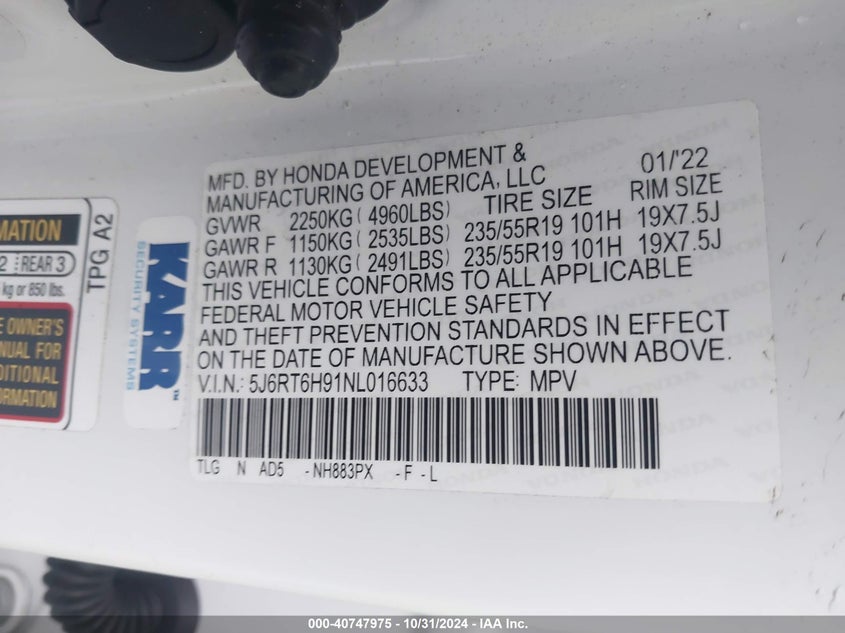 MFD. BY HONDA DEVELOPMENT &
MANUFACTURING OF AMERICA, LLC 01/'22
GVWR 2250KG ( 4960LBS) TIRE SIZE RIM SIZE
GAWR F 1150KG ( 2535LBS) 235/55R19 101H 19X7.5J
GAWR R 1130KG ( 2491LBS) 235/55R19 101H 19X7.5J
THIS VEHICLE CONFORMS TO ALL APPLICABLE
FEDERAL MOTOR VEHICLE SAFETY
AND THEFT PREVENTION STANDARDS IN EFFECT
ON THE DATE OF MANUFACTURE SHOWN ABOVE.
V.I.N.: 5J6RT6H91NL016633 TYPE: MPV
TLG N AD5 -NH883PX -F -L
KARR™
SECURITY SYSTEMS
TPG A2
MATION
2 REAR 3
kg or 850 lbs.
OWNER'S
FOR
000-40747975 - 10/31/2024 - IAA Inc.